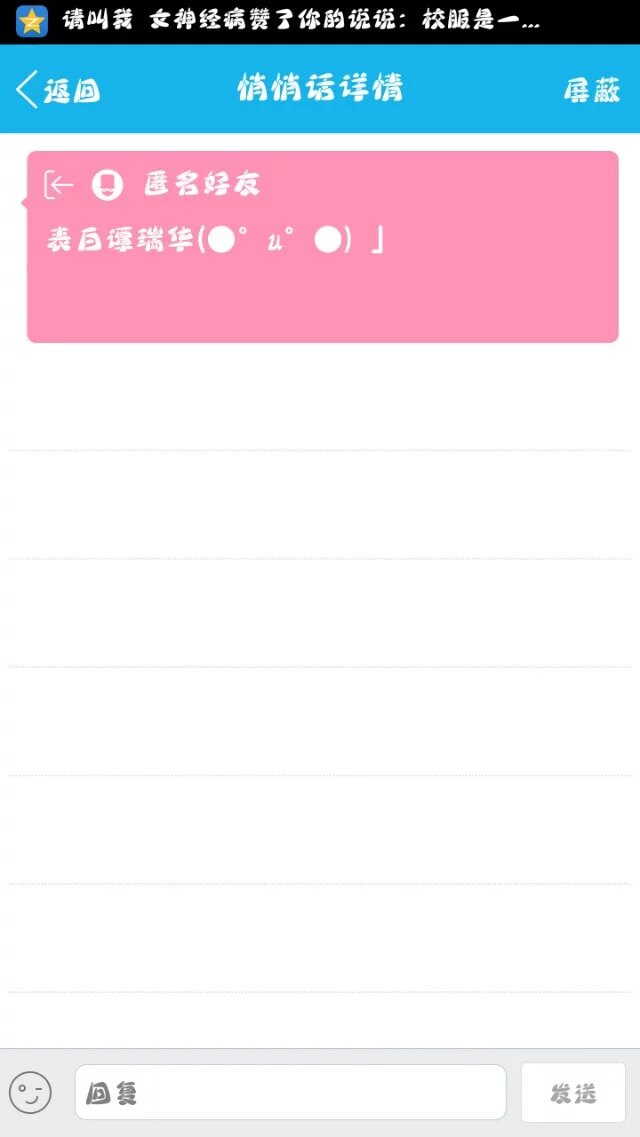 请叫我 女神经病赞了你的说说：校服是一...
返回
悄悄话详情
屏蔽
匿名好友
表白谭瑞华(●°u°●) 」
回复
发送